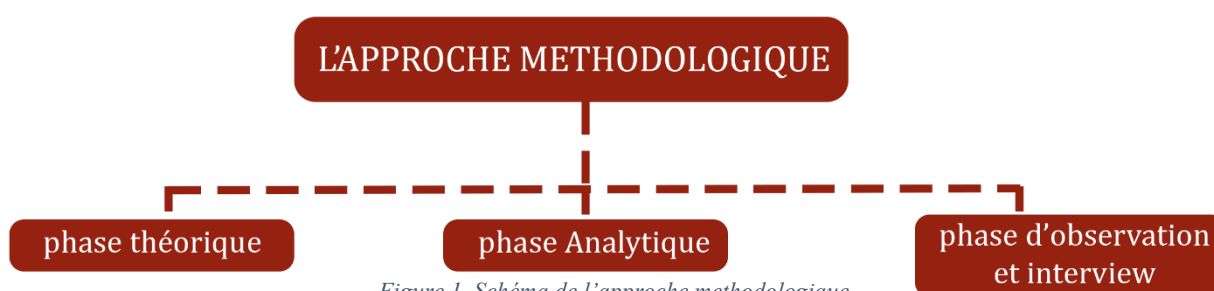 L'APPROCHE METHODOLOGIQUE
phase théorique
phase Analytique
phase d'observation
et interview
Figure 1. Schéma de l'approche methodologique